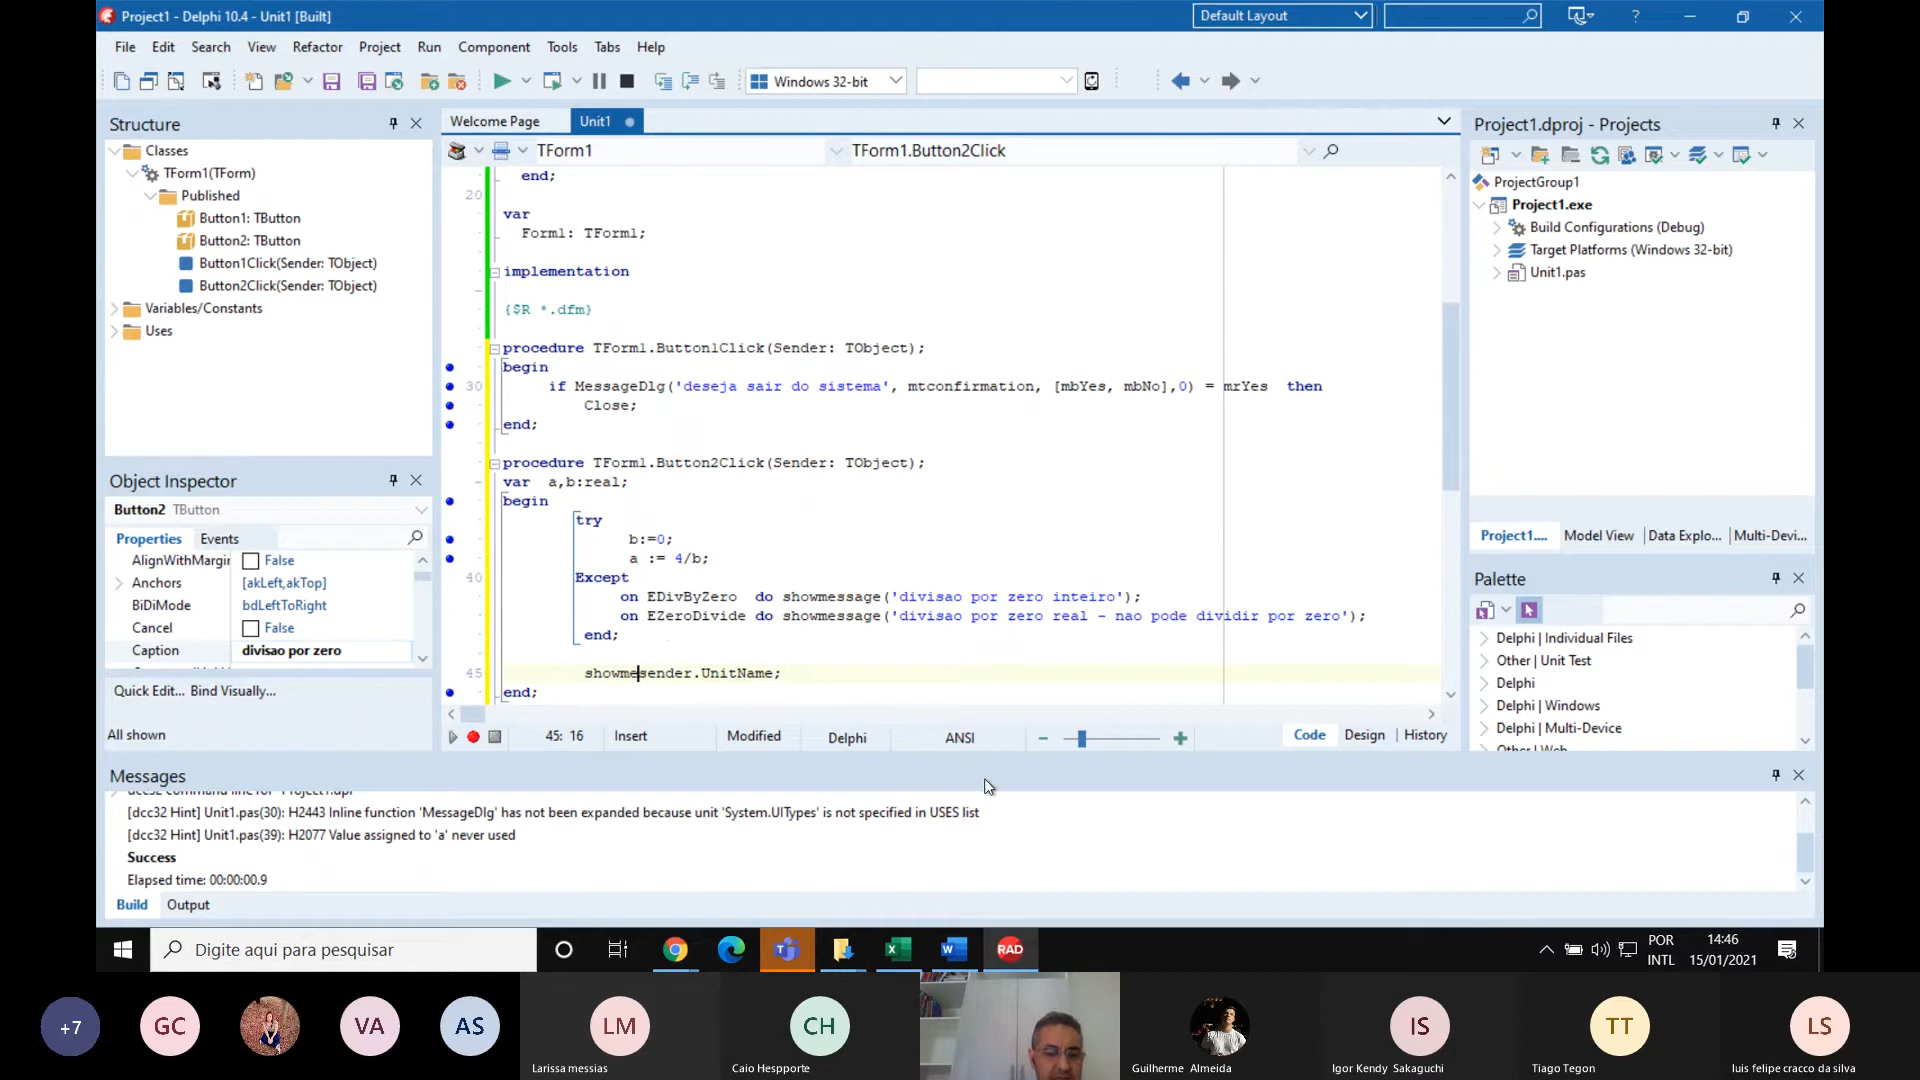 Project1 - Delphi 10.4 - Unit1 [Built]
Default Layout
?
File Edit Search View Refactor Project Run Component Tools Tabs Help
Windows 32-bit
Structure
Classes
TForm1(TForm)
Published
Button1: TButton
Button2: TButton
Button1Click(Sender: TObject)
Button2Click(Sender: TObject)
Variables/Constants
Uses
Object Inspector
Button2 TButton
Properties Events
AlignWithMargin False
Anchors [akLeft,akTop]
BiDiMode bdLeftToRight
Cancel False
Caption divisao por zero
Quick Edit... Bind Visually...
All shown
Welcome Page Unit1
TForm1 TForm1.Button2Click
end;
20
var
Form1: TForm1;
implementation
{$R *.dfm}
procedure TForm1.Button1Click(Sender: TObject);
begin
30 if MessageDlg('deseja sair do sistema', mtconfirmation, [mbYes, mbNo],0) = mrYes then
Close;
end;
procedure TForm1.Button2Click(Sender: TObject);
var a,b:real;
begin
try
b:=0;
a := 4/b;
40 Except
on EDivByZero do showmessage('divisao por zero inteiro');
on EZeroDivide do showmessage('divisao por zero real - nao pode dividir por zero');
end;
45 showmesender.UnitName;
end;
45: 16 Insert Modified Delphi ANSI Code Design History
Project1.dproj - Projects
ProjectGroup1
Project1.exe
Build Configurations (Debug)
Target Platforms (Windows 32-bit)
Unit1.pas
Project1.... Model View Data Explo... Multi-Devi...
Palette
Delphi | Individual Files
Other | Unit Test
Delphi
Delphi | Windows
Delphi | Multi-Device
Other | Web
Messages
dcc32 command line for "Project1.dpr"
[dcc32 Hint] Unit1.pas(30): H2443 Inline function 'MessageDlg' has not been expanded because unit 'System.UITypes' is not specified in USES list
[dcc32 Hint] Unit1.pas(39): H2077 Value assigned to 'a' never used
Success
Elapsed time: 00:00:00.9
Build Output
Digite aqui para pesquisar
RAD
POR
INTL
14:46
15/01/2021
+7 GC VA AS LM CH IS TT LS
Larissa messias Caio Hespporte Guilherme Almeida Igor Kendy Sakaguchi Tiago Tegon luis felipe cracco da silva